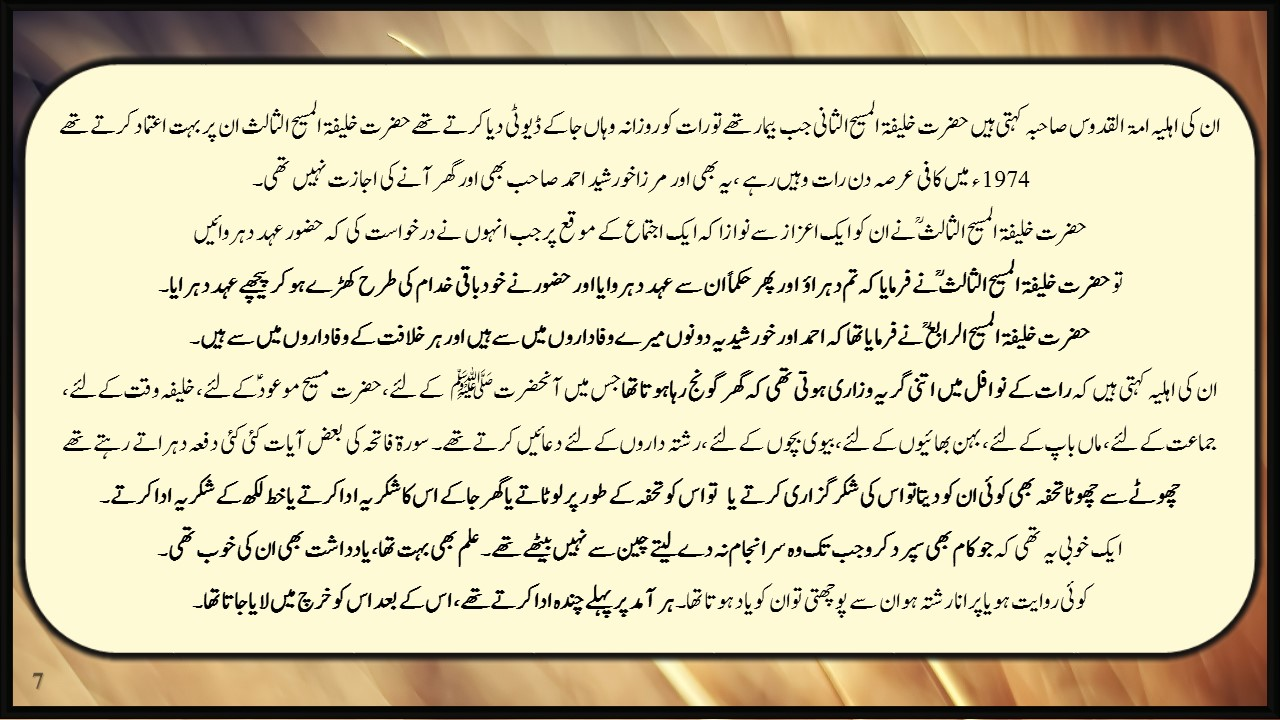 ان کی اہلیہ امۃ القدوس صاحبہ کہتی ہیں حضرت خلیفۃ المسیح الثانی جب بیمار تھے تو رات کو روزانہ وہاں جا کے ڈیوٹی دیا کرتے تھے حضرت خلیفۃ المسیح الثالث ان پر بہت اعتماد کرتے تھے
1974ء میں کافی عرصہ دن رات وہیں رہے ، یہ بھی اور مرزا خورشید احمد صاحب بھی اور گھر آنے کی اجازت نہیں تھی۔
حضرت خلیفۃ المسیح الثالثؒ نے ان کو ایک اعزاز سے نوازا کہ ایک اجتماع کے موقع پر جب انہوں نے درخواست کی کہ حضور عہد دہروائیں
تو حضرت خلیفۃ المسیح الثالثؒ نے فرمایا کہ تم دہراؤ اور پھر حکماً ان سے عہد دہروایا اور حضور نے خود باقی خدام کی طرح کھڑے ہو کر پیچھے عہد دہرایا۔
حضرت خلیفۃ المسیح الرابعؒ نے فرمایا تھا کہ احمد اور خورشید یہ دونوں میرے وفاداروں میں سے ہیں اور ہر خلافت کے وفاداروں میں سے ہیں۔
ان کی اہلیہ کہتی ہیں کہ رات کے نوافل میں اتنی گریہ وزاری ہوتی تھی کہ گھر گونج رہا ہوتا تھا جس میں آنحضرت ﷺ کے لئے، حضرت مسیح موعودؑ کے لئے، خلیفہ وقت کے لئے،
جماعت کے لئے، ماں باپ کے لئے، بہن بھائیوں کے لئے، بیوی بچوں کے لئے، رشتہ داروں کے لئے دعائیں کرتے تھے۔ سورۃ فاتحہ کی بعض آیات کئی کئی دفعہ دہراتے رہتے تھے
چھوٹے سے چھوٹا تحفہ بھی کوئی ان کو دیتا تو اس کی شکر گزاری کرتے یا تو اس کو تحفہ کے طور پر لوٹاتے یا گھر جا کے اس کا شکریہ ادا کرتے یا خط لکھ کے شکریہ ادا کرتے۔
ایک خوبی یہ تھی کہ جو کام بھی سپرد کرو جب تک وہ سرانجام نہ دے لیتے چین سے نہیں بیٹھے تھے۔ علم بھی بہت تھا، یادداشت بھی ان کی خوب تھی۔
کوئی روایت ہو یا پرانا رشتہ ہو ان سے پوچھتی تو ان کو یاد ہوتا تھا۔ ہر آمد پر پہلے چندہ ادا کرتے تھے، اس کے بعد اس کو خرچ میں لایا جاتا تھا۔
7